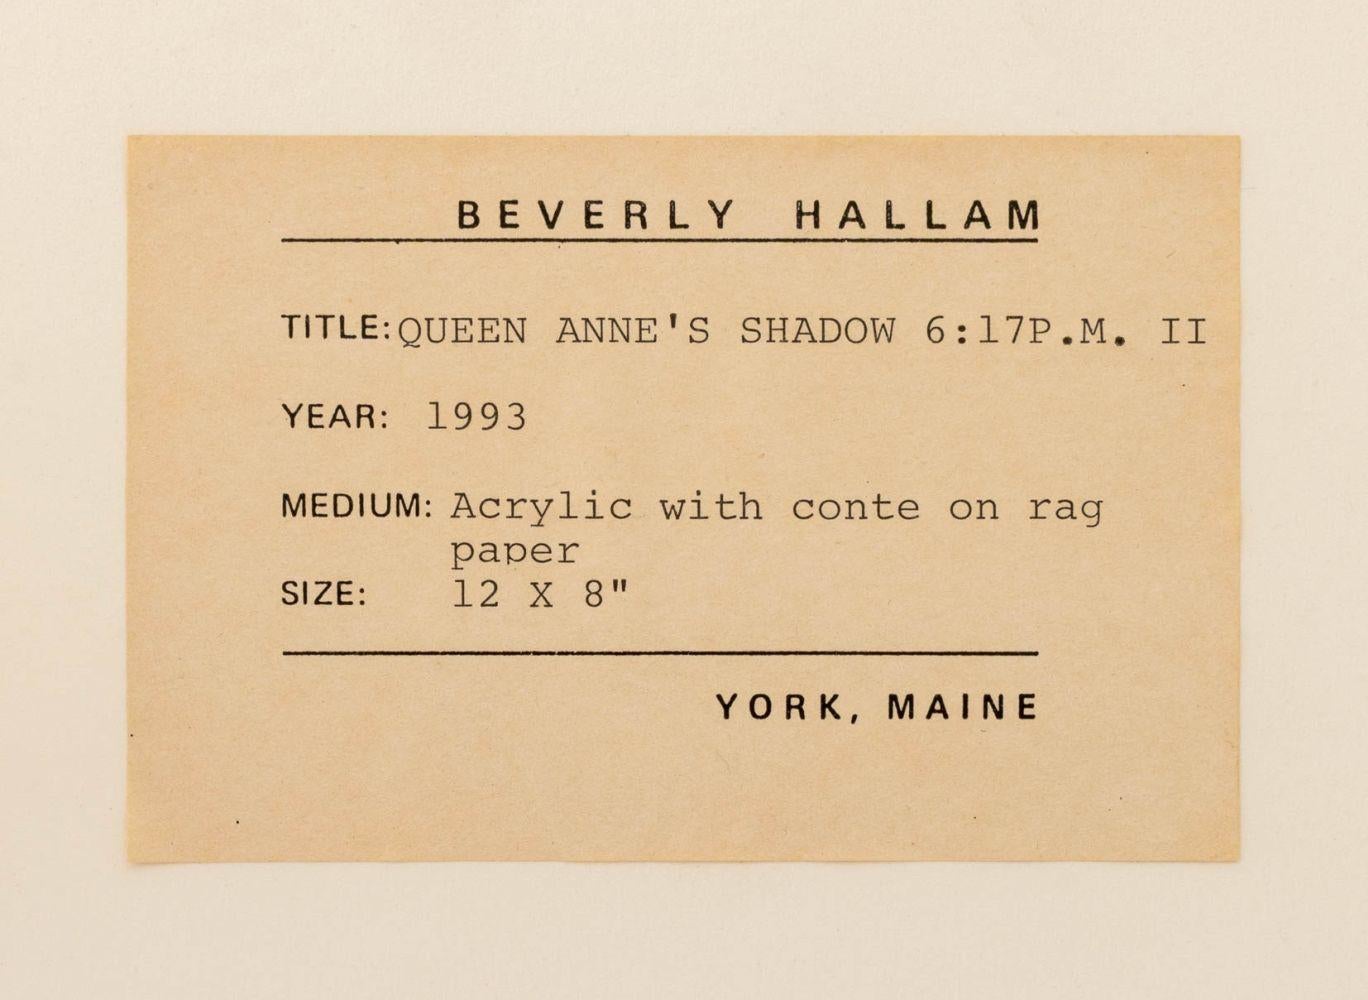 BEVERLY HALLAM
TITLE: QUEEN ANNE'S SHADOW 6:17P.M. II
YEAR: 1993
MEDIUM: Acrylic with conte on rag
paper
SIZE: 12 X 8"
YORK, MAINE